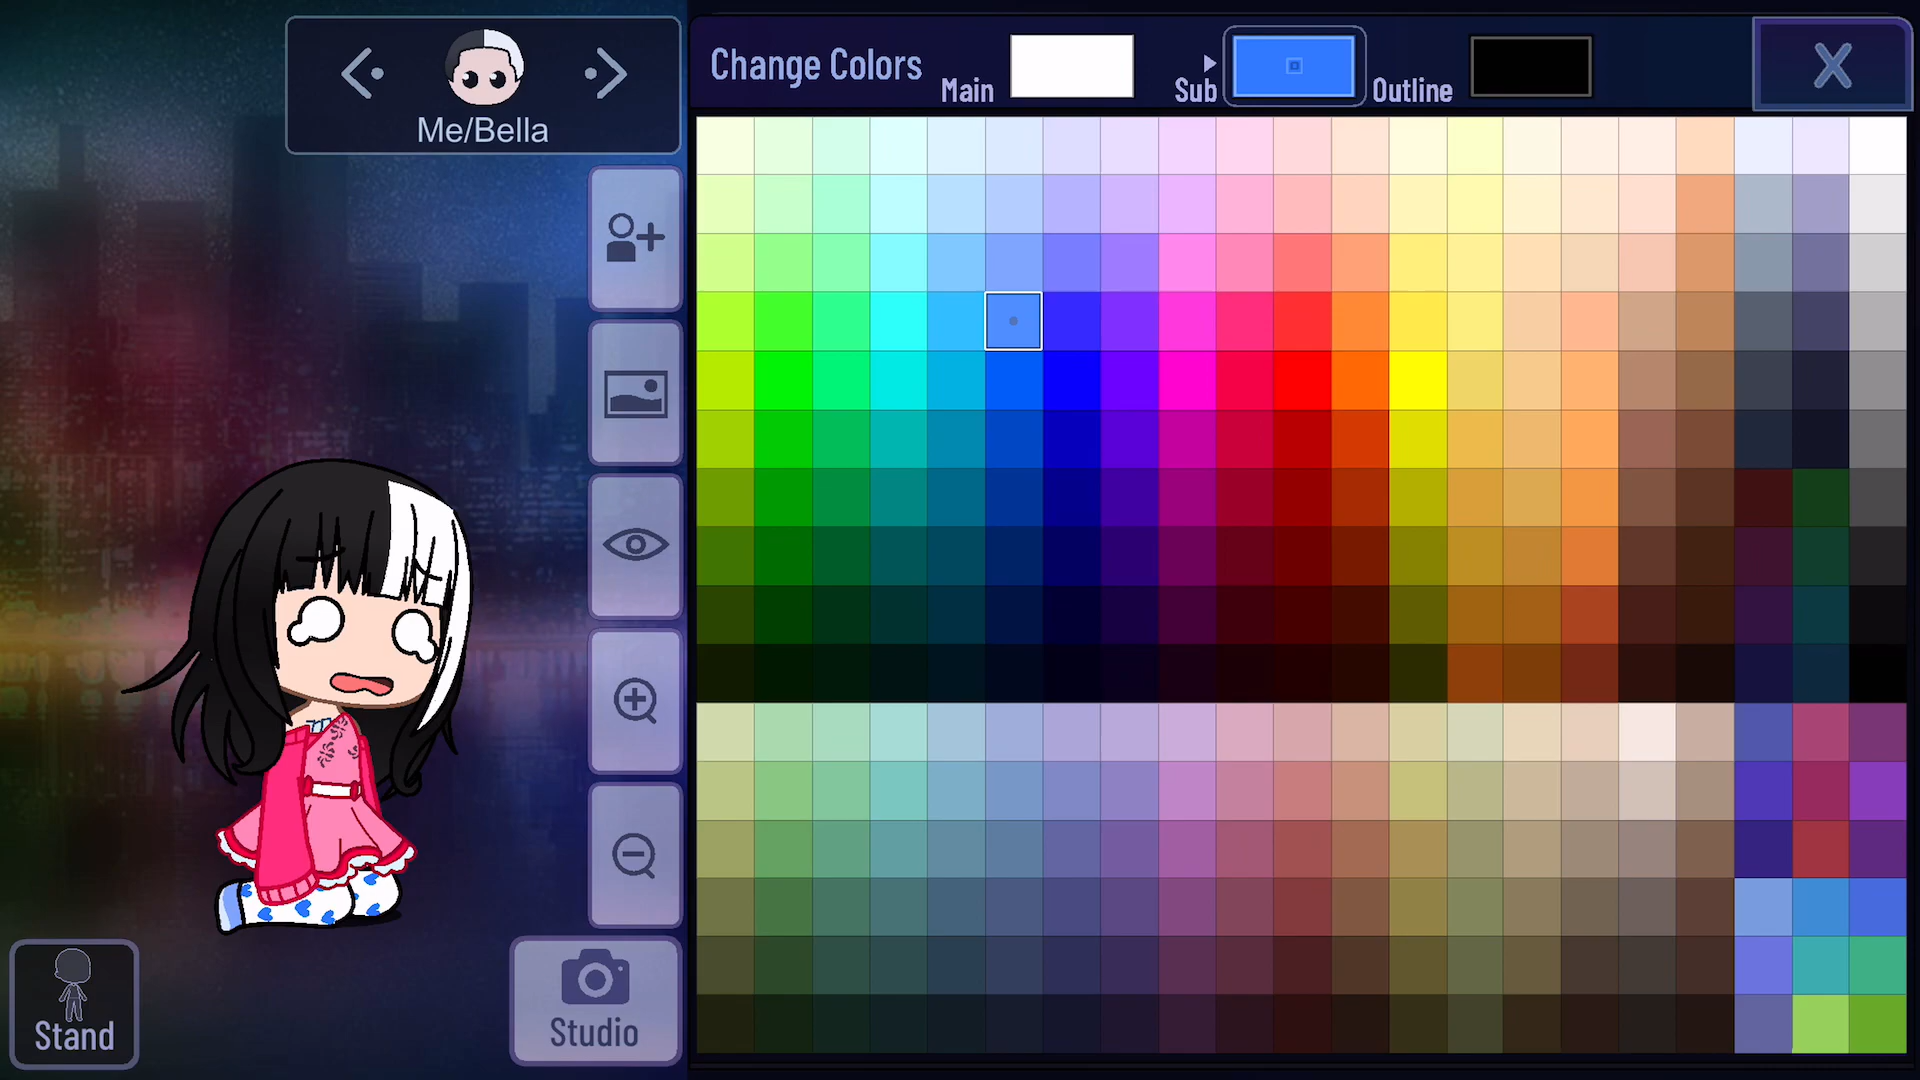 Me/Bella
Change Colors
Main
Sub
Outline
X
Stand
Studio